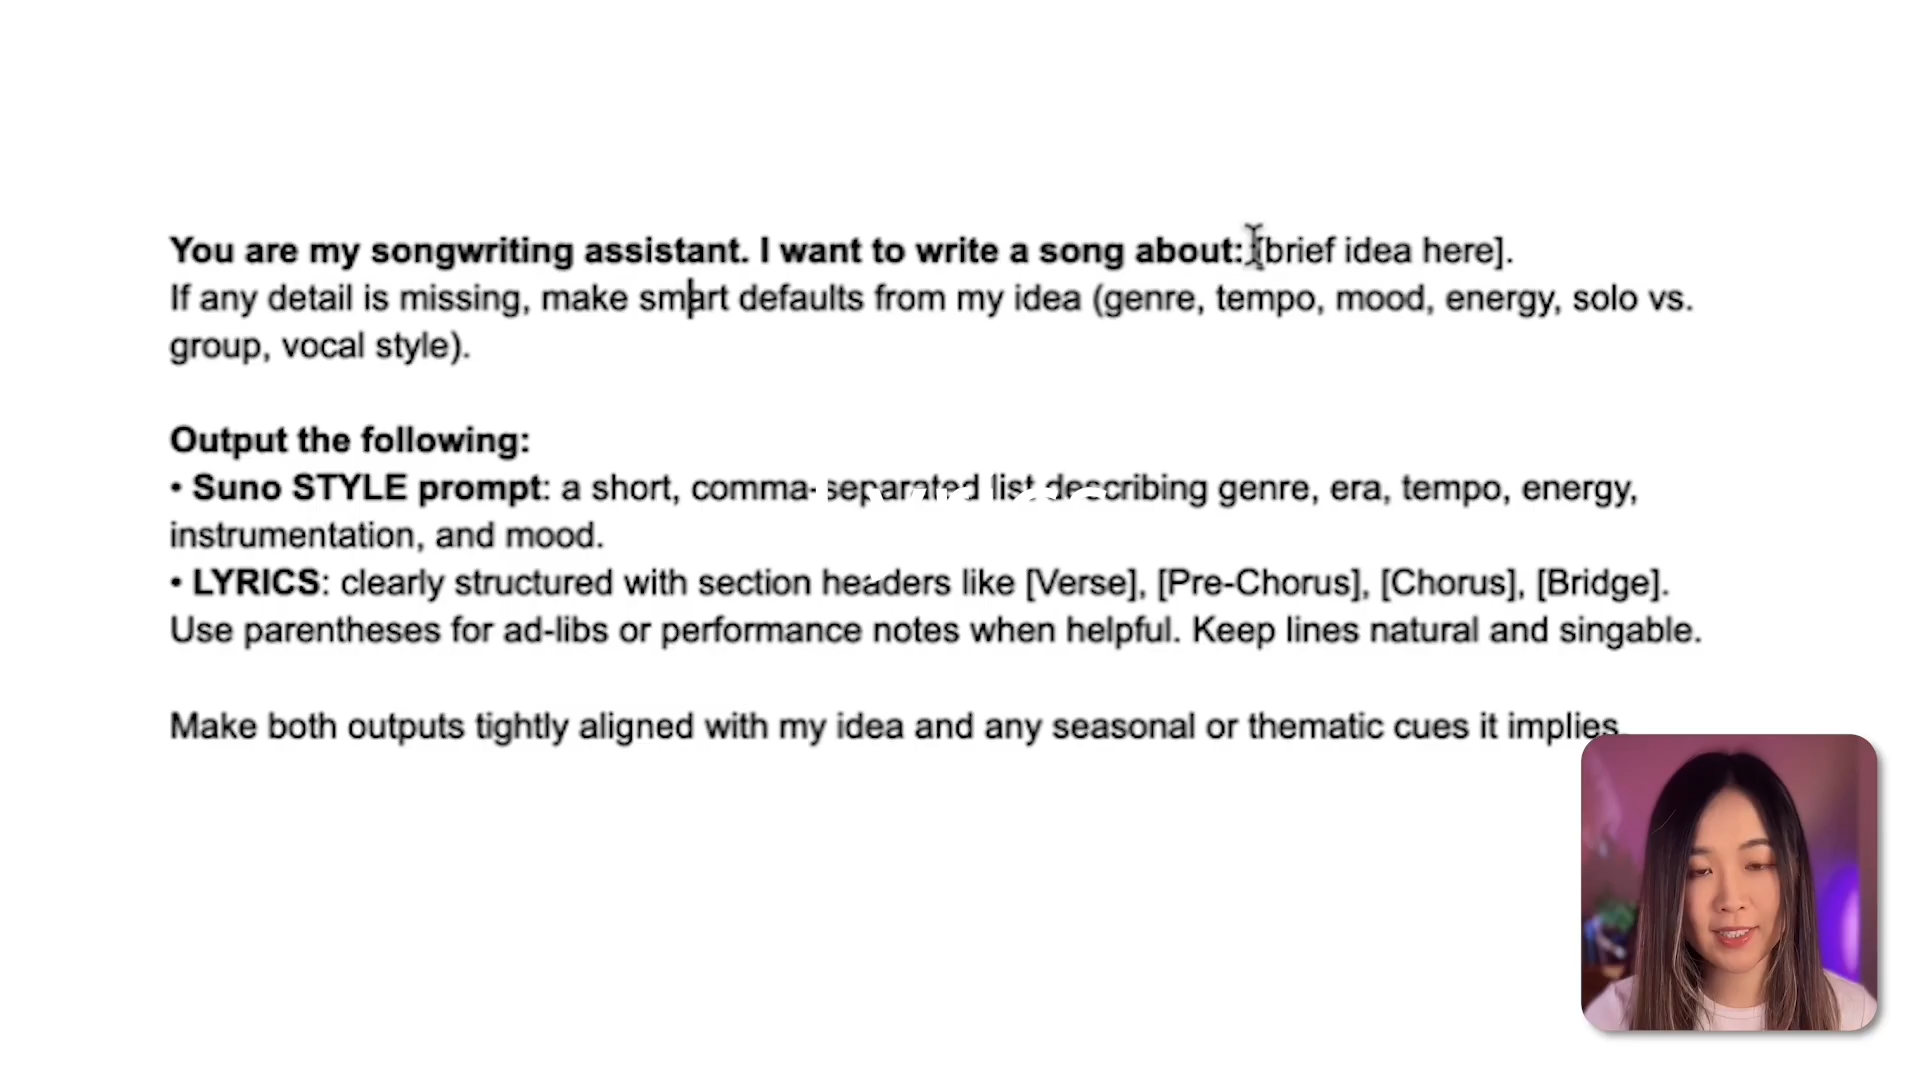 You are my songwriting assistant. I want to write a song about: [brief idea here].
If any detail is missing, make smart defaults from my idea (genre, tempo, mood, energy, solo vs.
group, vocal style).
Output the following:
• Suno STYLE prompt: a short, comma-separated list describing genre, era, tempo, energy,
instrumentation, and mood.
• LYRICS: clearly structured with section headers like [Verse], [Pre-Chorus], [Chorus], [Bridge].
Use parentheses for ad-libs or performance notes when helpful. Keep lines natural and singable.
Make both outputs tightly aligned with my idea and any seasonal or thematic cues it implies.